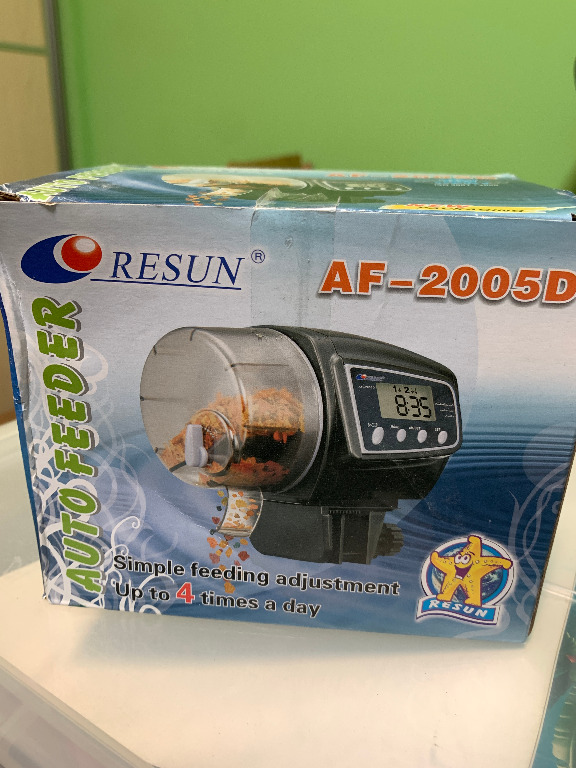 RESUN®
AF-2005D
AUTO FEEDER
8:35
Simple feeding adjustment
Up to 4 times a day
RESUN